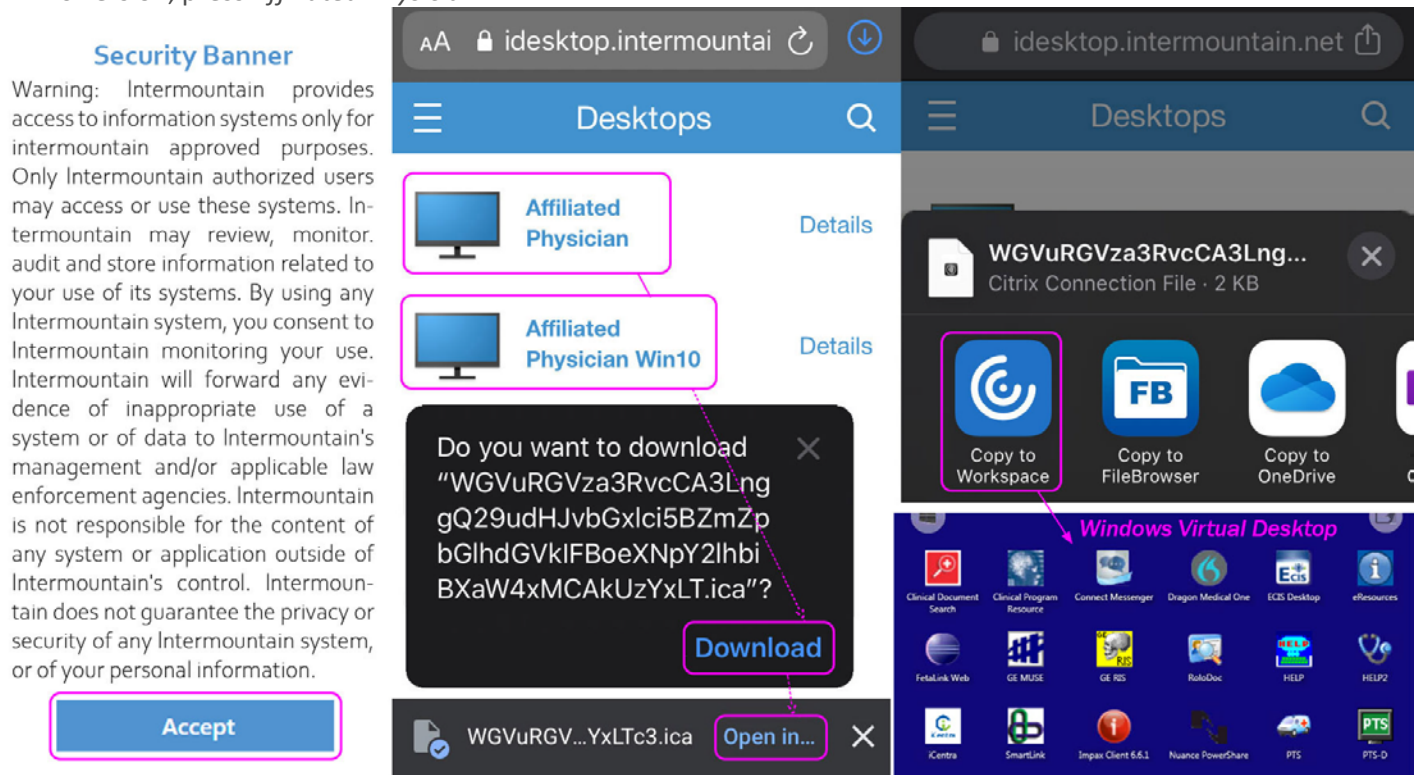 Security Banner
Warning: Intermountain provides
access to information systems only for
intermountain approved purposes.
Only Intermountain authorized users
may access or use these systems. In-
termountain may review, monitor.
audit and store information related to
your use of its systems. By using any
Intermountain system, you consent to
Intermountain monitoring your use.
Intermountain will forward any evi-
dence of inappropriate use of a
system or of data to Intermountain's
management and/or applicable law
enforcement agencies. Intermountain
is not responsible for the content of
any system or application outside of
Intermountain's control. Intermoun-
tain does not guarantee the privacy or
security of any Intermountain system,
or of your personal information.
Accept
AA idesktop.intermountai
Desktops
Affiliated
Physician
Details
Affiliated
Physician Win10
Details
Do you want to download
“WGVuRGVza3RvcCA3Lng
gQ29udHJvbGxlci5BZmZp
bGlhdGVkIFBoeXNpY2lhbi
BXaW4xMCAkUzYxLT.ica”?
Download
WGVuRGV...YxLTc3.ica
Open in...
idesktop.intermountain.net
Desktops
WGVuRGVza3RvcCA3Lng...
Citrix Connection File · 2 KB
FB
Copy to
Workspace
Copy to
FileBrowser
Copy to
OneDrive
Windows Virtual Desktop
Clinical Document
Search
Clinical Program
Resource
Connect Messenger
Dragon Medical One
Ecis
ECIS Desktop
eResources
FetaLink Web
GE MUSE
GE
RIS
GE RIS
RoloDoc
HELP
HELP
HELP2
iCentra
iCentra
SmartLink
Impax Client 6.6.1
Nuance PowerShare
PTS
PTS
PTS-D